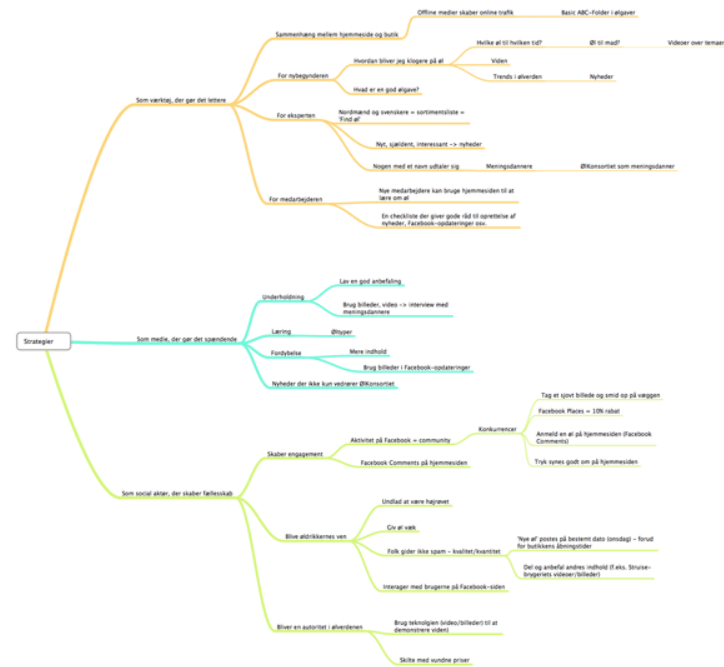 Strategier
Som værktøj, der gør det lettere
Sammenhæng mellem hjemmeside og butik
Offline medier skaber online trafik
Basic ABC-Folder i ølgaver
For nybegynderen
Hvordan bliver jeg klogere på øl
Hvilke øl til hvilken tid?
Øl til mad?
Videoer over temaer
Viden
Trends i ølverden
Nyheder
Hvad er en god ølgave?
For eksperten
Nordmænd og svenskere = sortimentsliste =
'Find øl'
Nyt, sjældent, interessant -> nyheder
Nogen med et navn udtaler sig
Meningsdannere
ØlKonsortiet som meningsdanner
For medarbejderen
Nye medarbejdere kan bruge hjemmesiden til at
lære om øl
En checkliste der giver gode råd til oprettelse af
nyheder, Facebook-opdateringer osv.
Som medie, der gør det spændende
Underholdning
Lav en god anbefaling
Brug billeder, video -> interview med
meningsdannere
Læring
Øltyper
Fordybelse
Mere indhold
Brug billeder i Facebook-opdateringer
Nyheder der ikke kun vedrører ØlKonsortiet
Som social aktør, der skaber fællesskab
Skaber engagement
Aktivitet på Facebook = community
Konkurrencer
Tag et sjovt billede og smid op på væggen
Facebook Places = 10% rabat
Anmeld en øl på hjemmesiden (Facebook
Comments)
Tryk synes godt om på hjemmesiden
Facebook Comments på hjemmesiden
Blive øldrikkernes ven
Undlad at være højrøvet
Giv øl væk
Folk gider ikke spam - kvalitet/kvantitet
'Nye øl' postes på bestemt dato (onsdag) - forud
for butikkens åbningstider
Del og anbefal andres indhold (f.eks. Struise-
brygeriets videoer/billeder)
Interager med brugerne på Facebook-siden
Bliver en autoritet i ølverdenen
Brug teknologien (video/billeder) til at
demonstrere viden)
Skilte med vundne priser